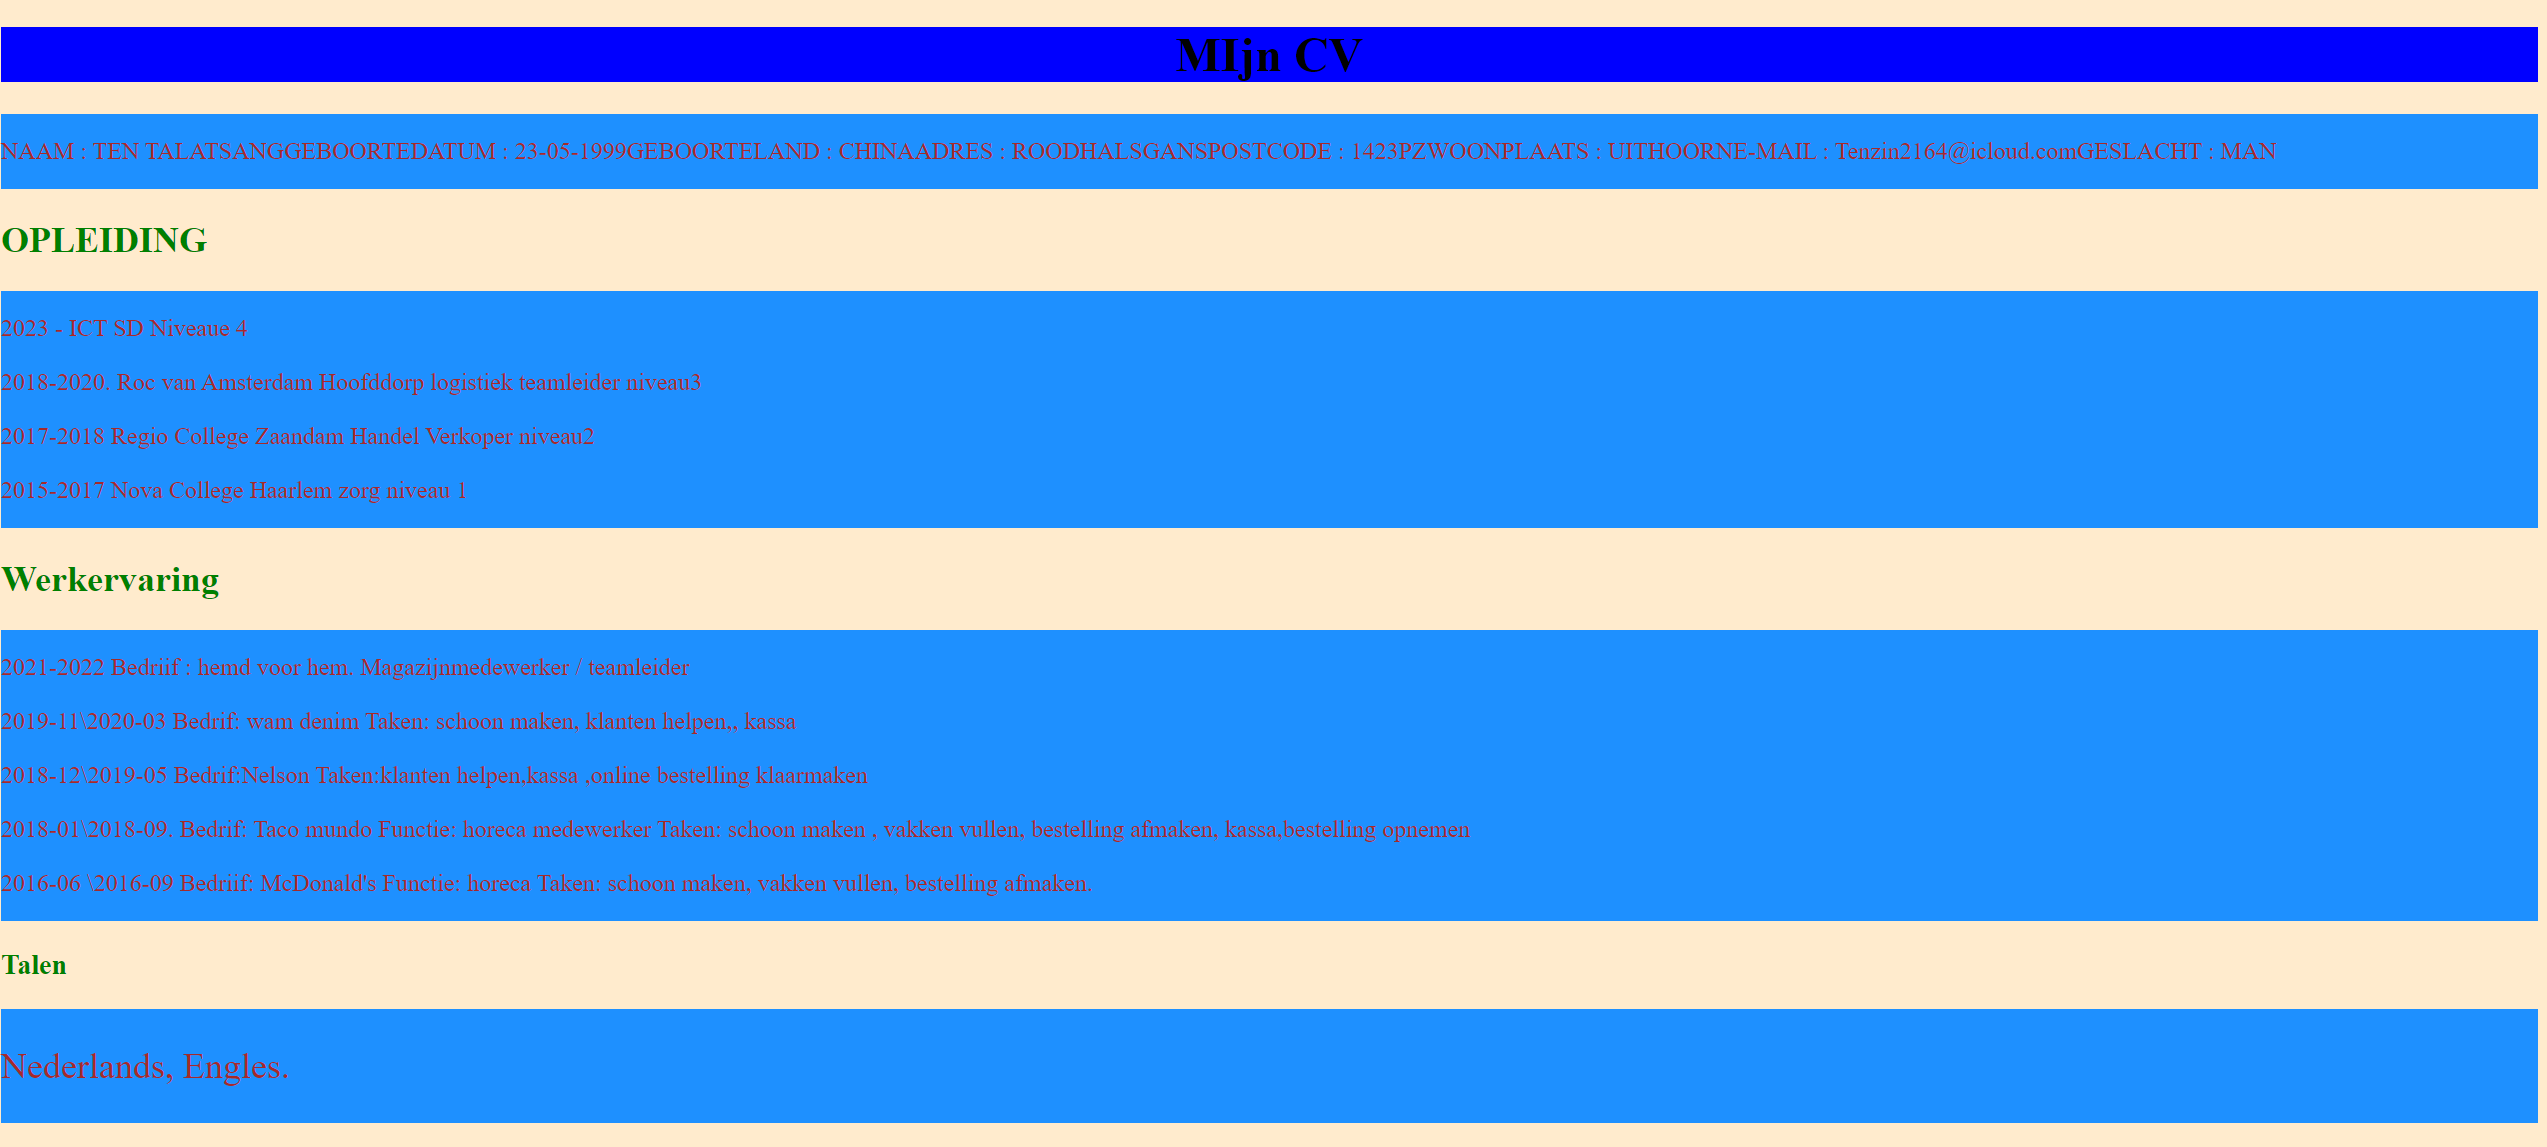 MIjn CV
NAAM : TEN TALATSANGGEBOORTEDATUM : 23-05-1999GEBOORTELAND : CHINAADRES : ROODHALSGANSPOSTCODE : 1423PZWOONPLAATS : UITHOORNE-MAIL : Tenzin2164@icloud.comGESLACHT : MAN
OPLEIDING
2023 - ICT SD Niveaue 4
2018-2020. Roc van Amsterdam Hoofddorp logistiek teamleider niveau3
2017-2018 Regio College Zaandam Handel Verkoper niveau2
2015-2017 Nova College Haarlem zorg niveau 1
Werkervaring
2021-2022 Bedriif : hemd voor hem. Magazijnmedewerker / teamleider
2019-11\2020-03 Bedrif: wam denim Taken: schoon maken, klanten helpen,, kassa
2018-12\2019-05 Bedrif:Nelson Taken:klanten helpen,kassa ,online bestelling klaarmaken
2018-01\2018-09. Bedrif: Taco mundo Functie: horeca medewerker Taken: schoon maken , vakken vullen, bestelling afmaken, kassa,bestelling opnemen
2016-06 \2016-09 Bedriif: McDonald's Functie: horeca Taken: schoon maken, vakken vullen, bestelling afmaken.
Talen
Nederlands, Engles.